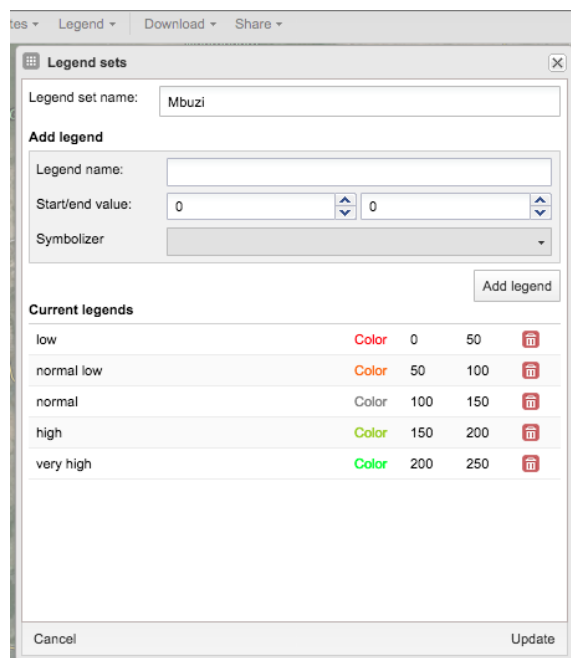 tes Legend Download Share
Legend sets
Legend set name: Mbuzi
Add legend
Legend name:
Start/end value: 0 0
Symbolizer
Add legend
Current legends
low Color 0 50
normal low Color 50 100
normal Color 100 150
high Color 150 200
very high Color 200 250
Cancel Update